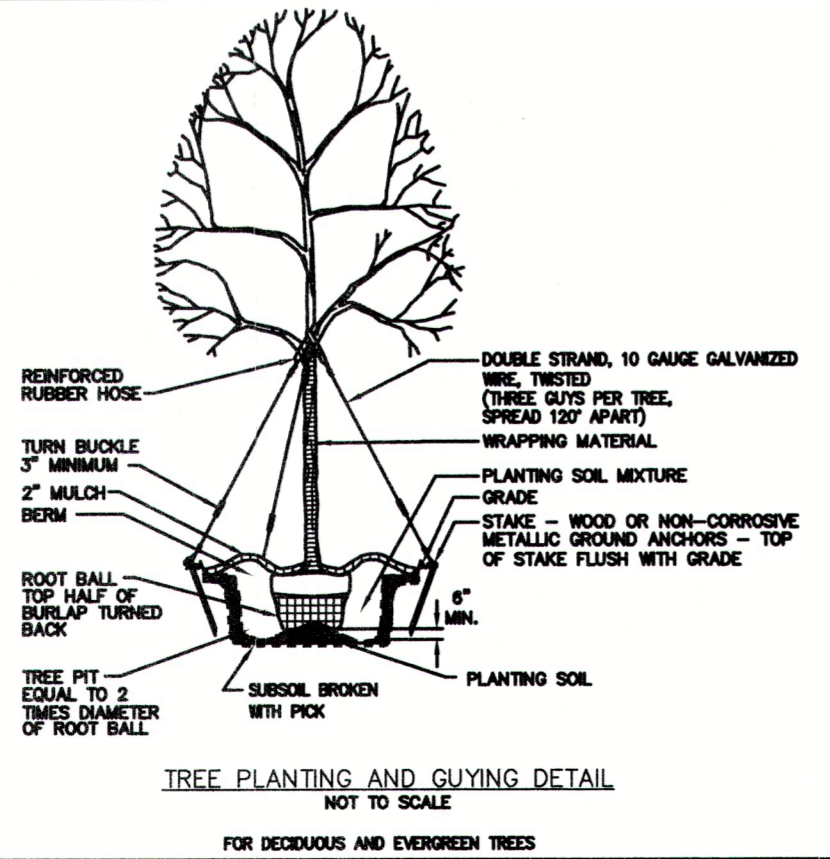 REINFORCED
RUBBER HOSE
TURN BUCKLE
3" MINIMUM
2" MULCH
BERM
ROOT BALL
TOP HALF OF
BURLAP TURNED
BACK
TREE PIT
EQUAL TO 2
TIMES DIAMETER
OF ROOT BALL
DOUBLE STRAND, 10 GAUGE GALVANIZED
WIRE, TWISTED
(THREE GUYS PER TREE,
SPREAD 120° APART)
WRAPPING MATERIAL
PLANTING SOIL MIXTURE
GRADE
STAKE - WOOD OR NON-CORROSIVE
METALLIC GROUND ANCHORS - TOP
OF STAKE FLUSH WITH GRADE
6"
MIN.
PLANTING SOIL
SUBSOIL BROKEN
WITH PICK
TREE PLANTING AND GUYING DETAIL
NOT TO SCALE
FOR DECIDUOUS AND EVERGREEN TREES